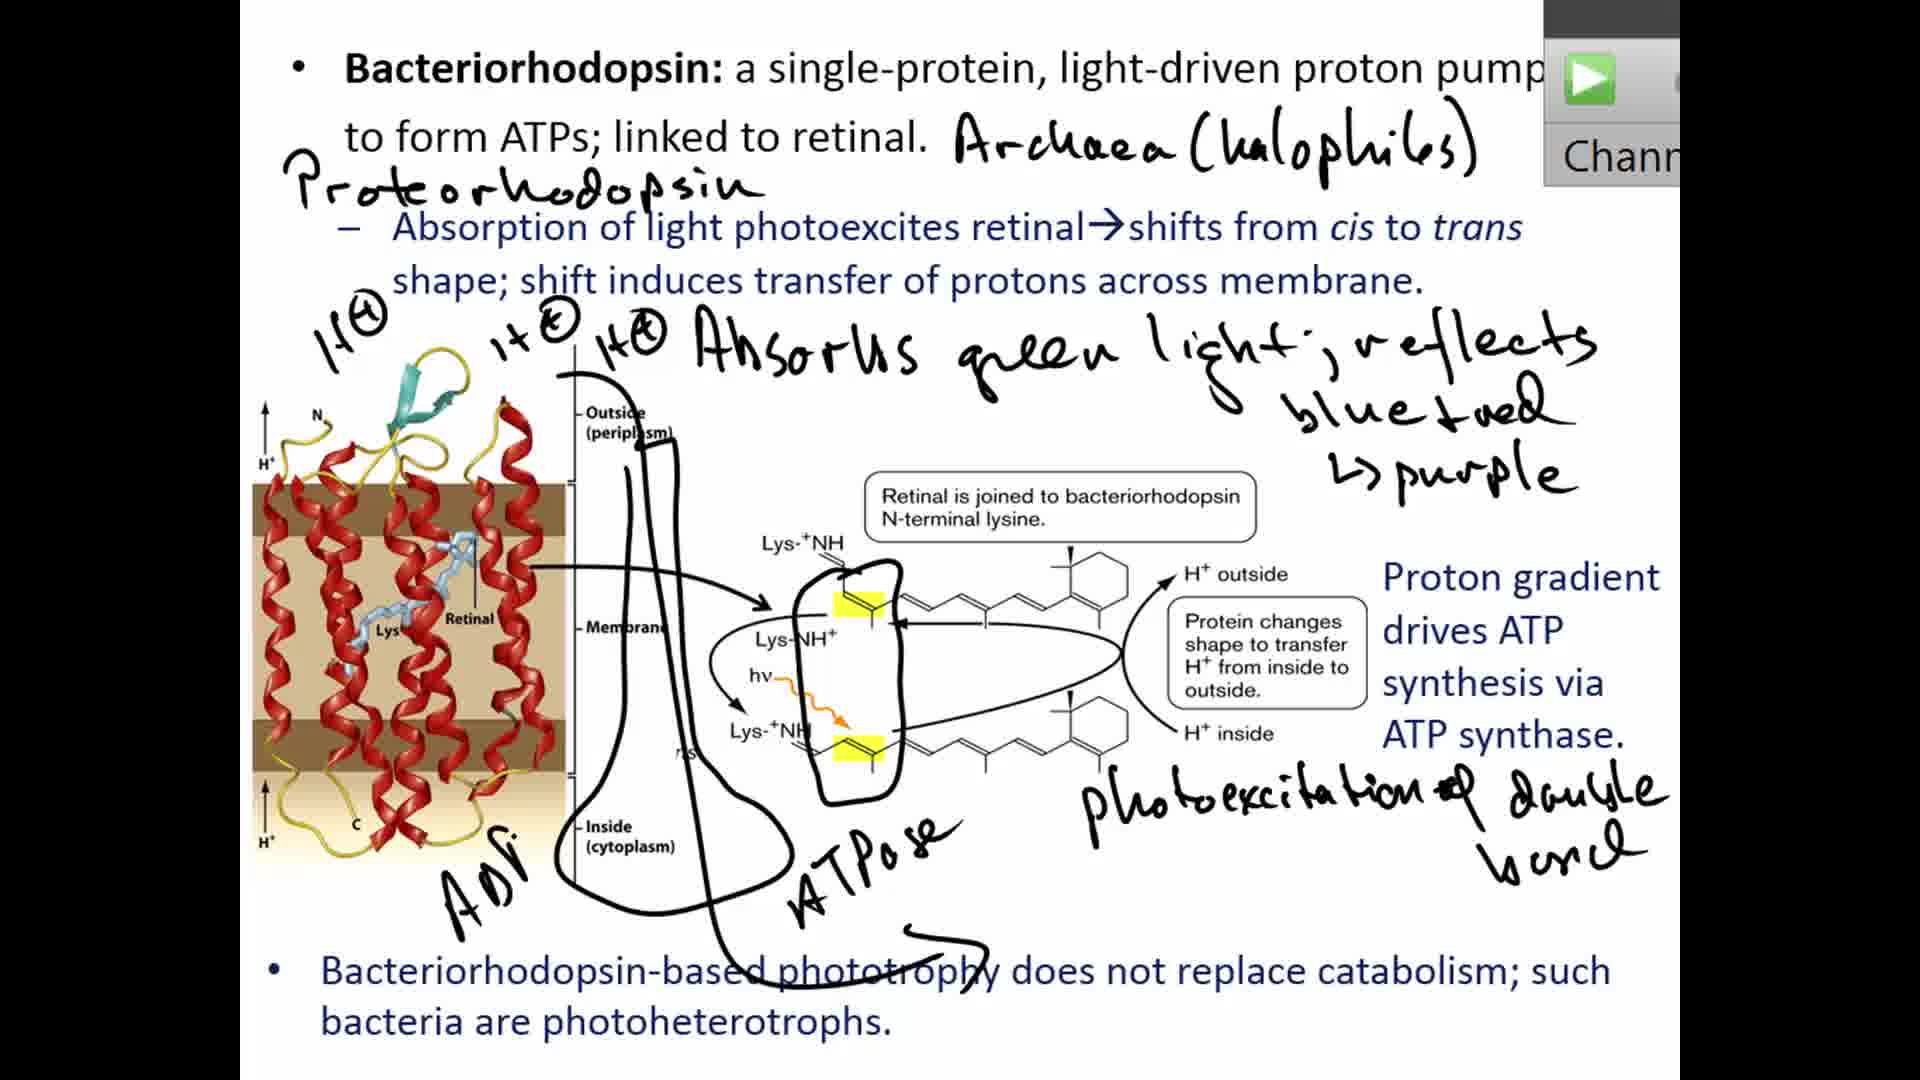 • Bacteriorhodopsin: a single-protein, light-driven proton pump
to form ATPs; linked to retinal. Archaea (halophiles)
Proteorhodopsin
– Absorption of light photoexcites retinal→shifts from cis to trans
shape; shift induces transfer of protons across membrane.
H⊕ H⊕ H⊕ Absorbs green light; reflects
blue + red
↳ purple
Chann
N
H⁺
Outside
(periplasm)
Retinal
Lys
Membrane
C
H⁺
Inside
(cytoplasm)
Retinal is joined to bacteriorhodopsin
N-terminal lysine.
Lys-⁺NH
Lys-NH⁺
hν
Lys-⁺NH
H⁺ outside
Protein changes
shape to transfer
H⁺ from inside to
outside.
H⁺ inside
Proton gradient
drives ATP
synthesis via
ATP synthase.
photoexcitation of double
bond
ATPase
• Bacteriorhodopsin-based phototrophy does not replace catabolism; such
bacteria are photoheterotrophs.